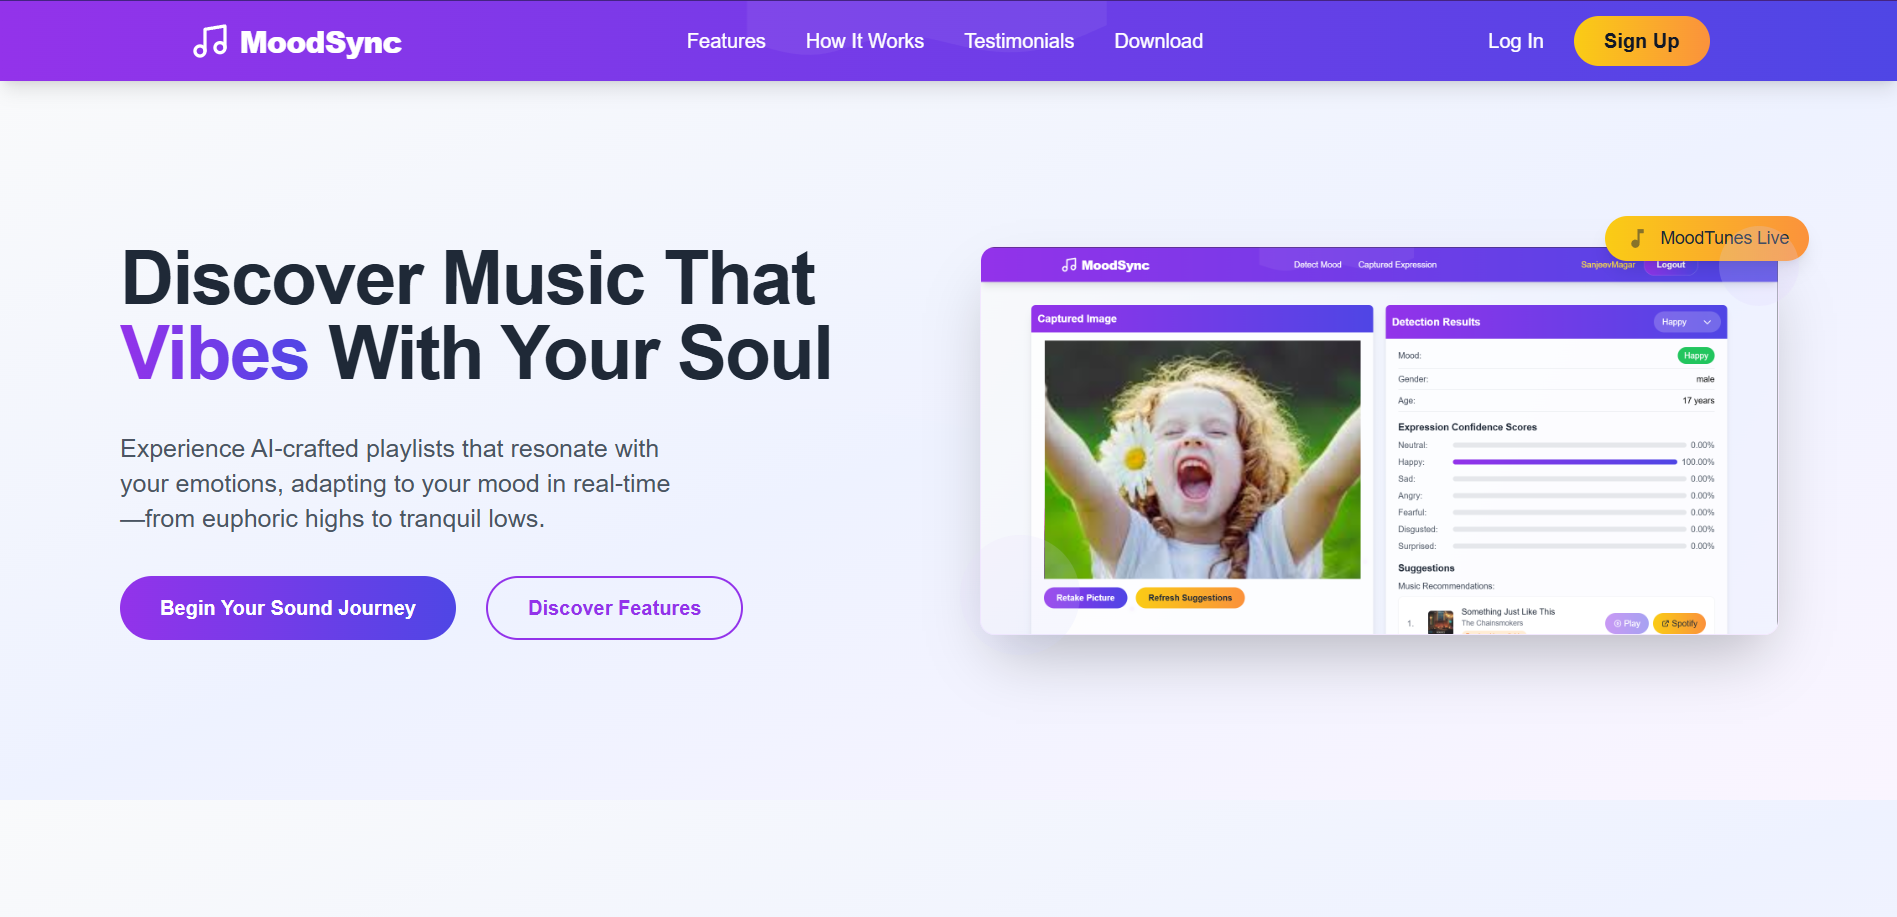 MoodSync
Features
How It Works
Testimonials
Download
Log In
Sign Up
Discover Music That
Vibes With Your Soul
Experience AI-crafted playlists that resonate with
your emotions, adapting to your mood in real-time
—from euphoric highs to tranquil lows.
Begin Your Sound Journey
Discover Features
MoodTunes Live
MoodSync
Detect Mood
Captured Expression
SanjeevMagar
Logout
Captured Image
Retake Picture
Refresh Suggestions
Detection Results
Happy
Mood: Happy
Gender: male
Age: 17 years
Expression Confidence Scores
Neutral: 0.00%
Happy: 100.00%
Sad: 0.00%
Angry: 0.00%
Fearful: 0.00%
Disgusted: 0.00%
Surprised: 0.00%
Suggestions
Music Recommendations:
1.
Something Just Like This
The Chainsmokers
Play
Spotify